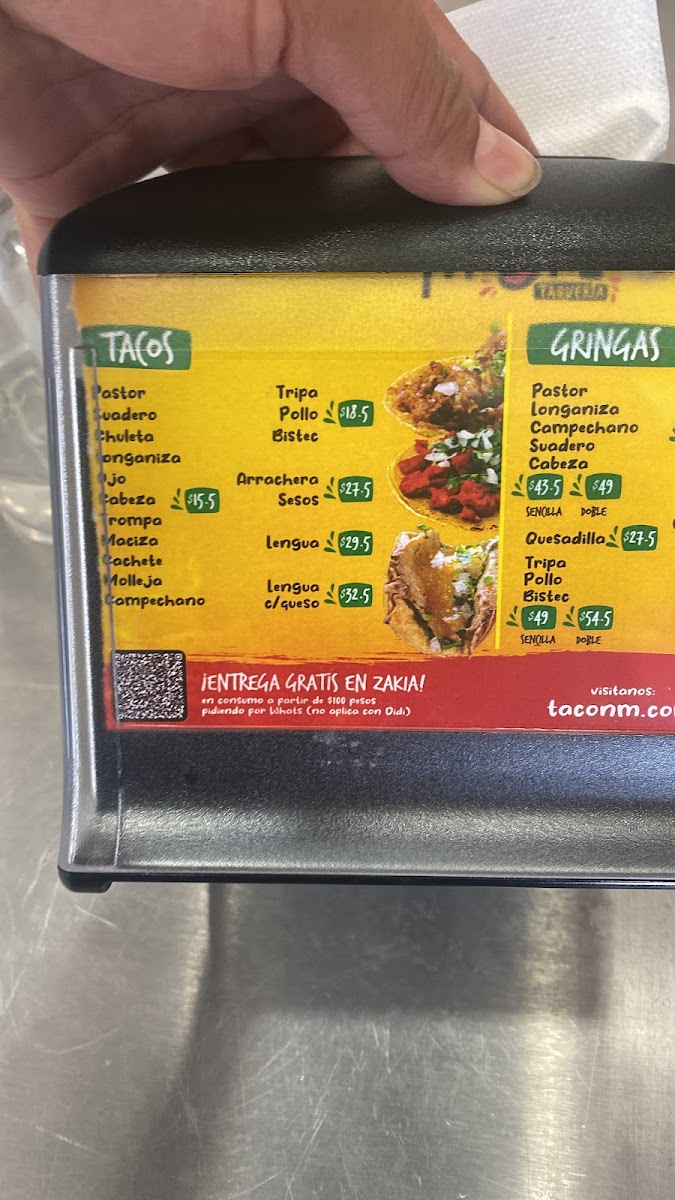 TAQUERIA
TACOS
Pastor
Suadero
Chuleta
Longaniza
Ojo
Cabeza $15.5
Trompa
Maciza
Cachete
Molleja
Campechano
Tripa
Pollo $18.5
Bistec
Arrachera
Sesos $27.5
Lengua $29.5
Lengua
c/queso $32.5
GRINGAS
Pastor
Longaniza
Campechano
Suadero
Cabeza
$43.5 $49
SENCILLA DOBLE
Quesadilla $27.5
Tripa
Pollo
Bistec
$49 $54.5
SENCILLA DOBLE
¡ENTREGA GRATIS EN ZAKIA!
en consumo a partir de $100 pesos
pidiendo por Whats (no aplica con Didi)
visitanos:
taconm.co